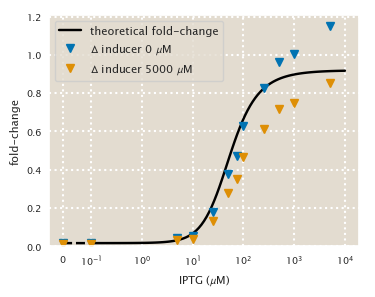 theoretical fold−change
Δ inducer 0 μM
Δ inducer 5000 μM
fold−change
1.2
1.0
0.8
0.6
0.4
0.2
0.0
0 10⁻¹ 10⁰ 10¹ 10² 10³ 10⁴
IPTG (μM)